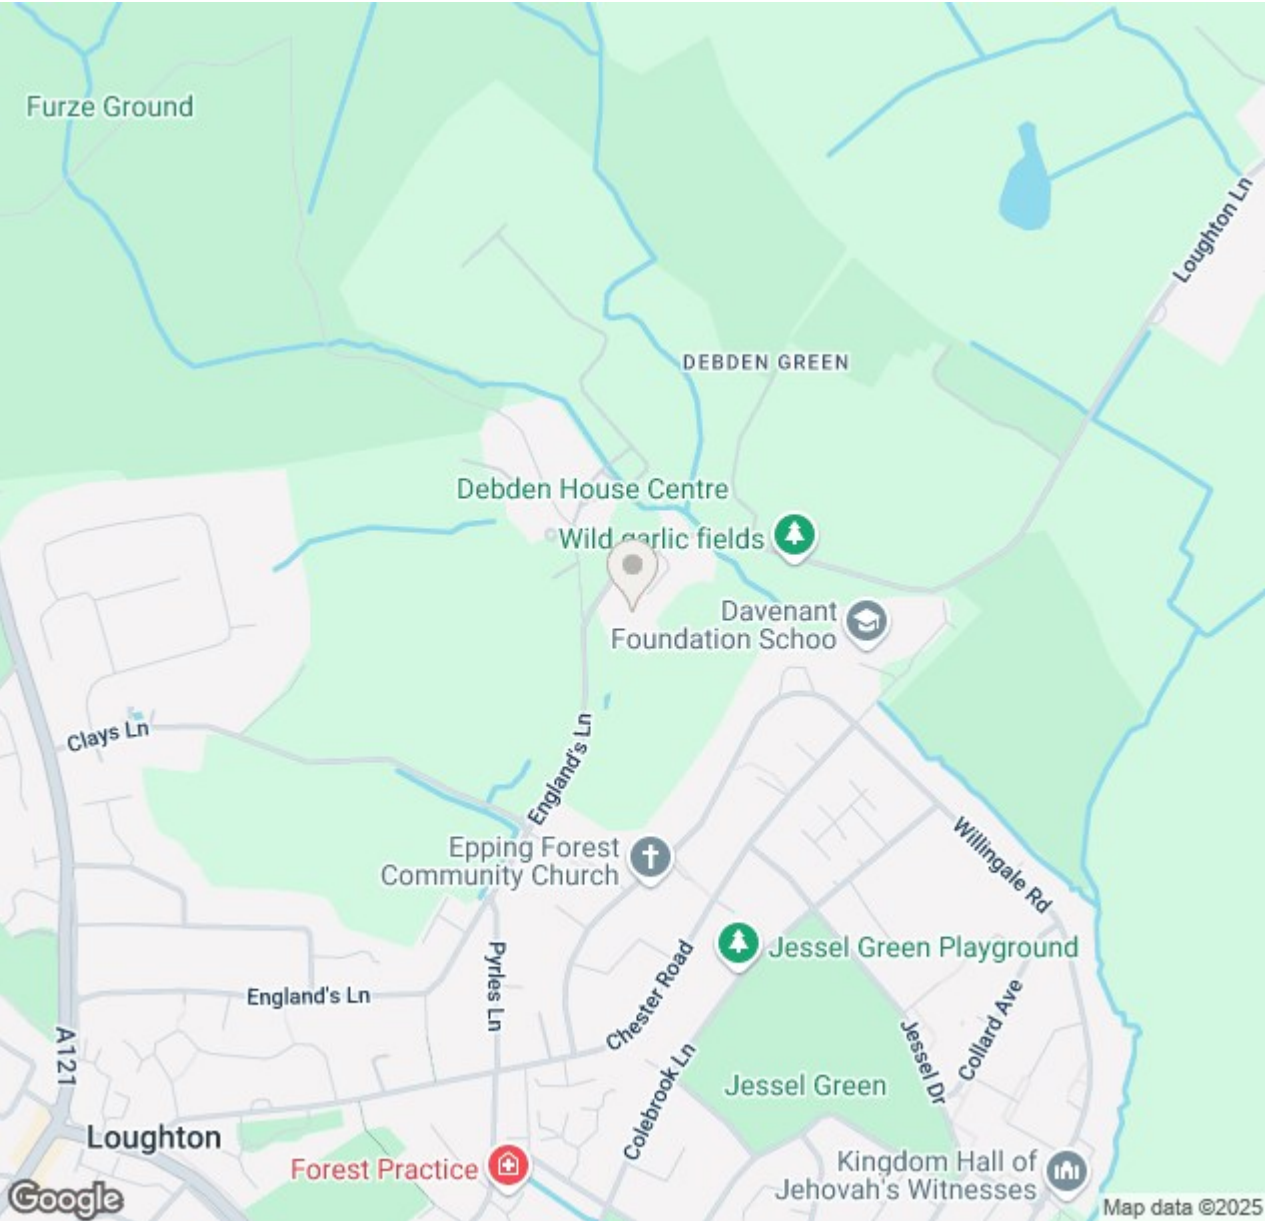 Furze Ground
Loughton Ln
DEBDEN GREEN
Debden House Centre
Wild garlic fields
Davenant
Foundation Schoo
Clays Ln
England's Ln
Epping Forest
Community Church
Willingale Rd
Jessel Green Playground
Pyrles Ln
Chester Road
England's Ln
Collard Ave
Jessel Dr
A121
Colebrook Ln
Jessel Green
Loughton
Forest Practice
Kingdom Hall of
Jehovah's Witnesses
Google
Map data ©2025